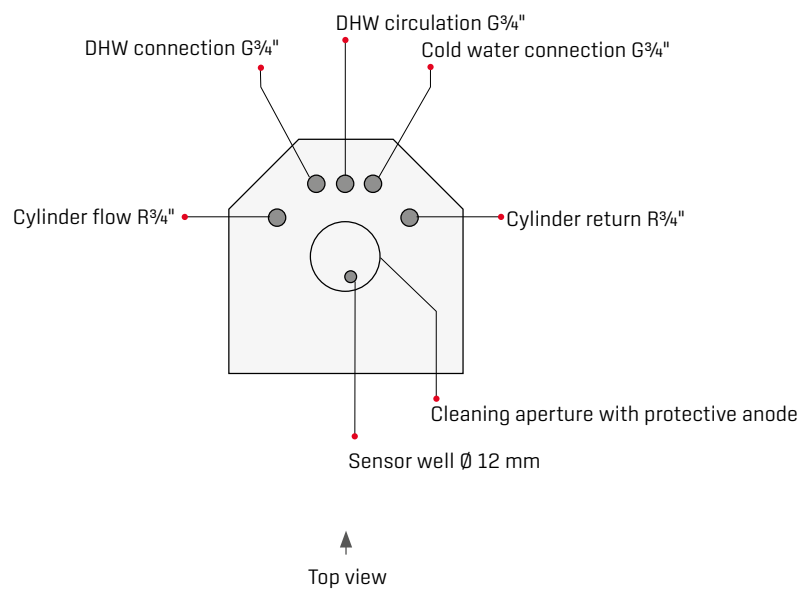 DHW circulation G¾"
DHW connection G¾"
Cold water connection G¾"
Cylinder flow R¾"
Cylinder return R¾"
Cleaning aperture with protective anode
Sensor well Ø 12 mm
Top view